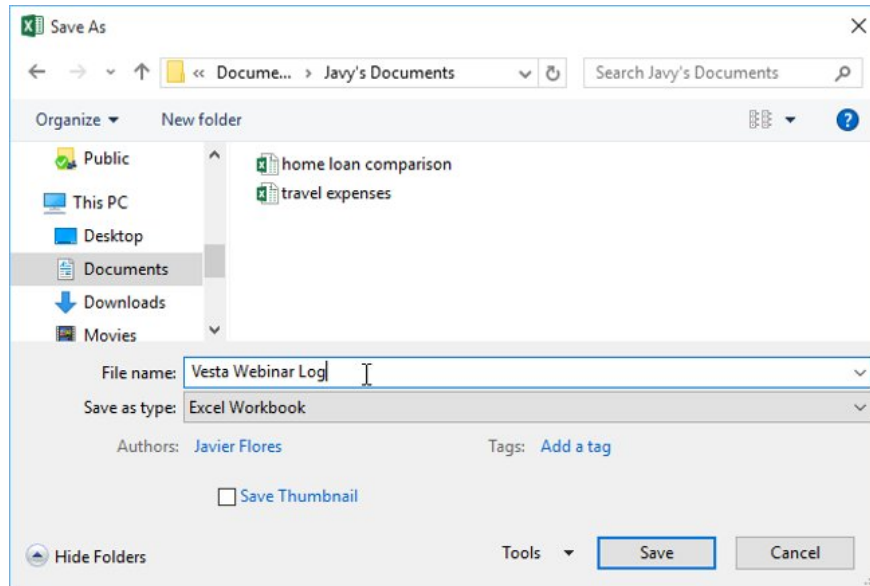 Save As
« Docume... › Javy's Documents
Search Javy's Documents
Organize
New folder
Public
This PC
Desktop
Documents
Downloads
Movies
home loan comparison
travel expenses
File name: Vesta Webinar Log
Save as type: Excel Workbook
Authors: Javier Flores
Tags: Add a tag
Save Thumbnail
Hide Folders
Tools
Save
Cancel